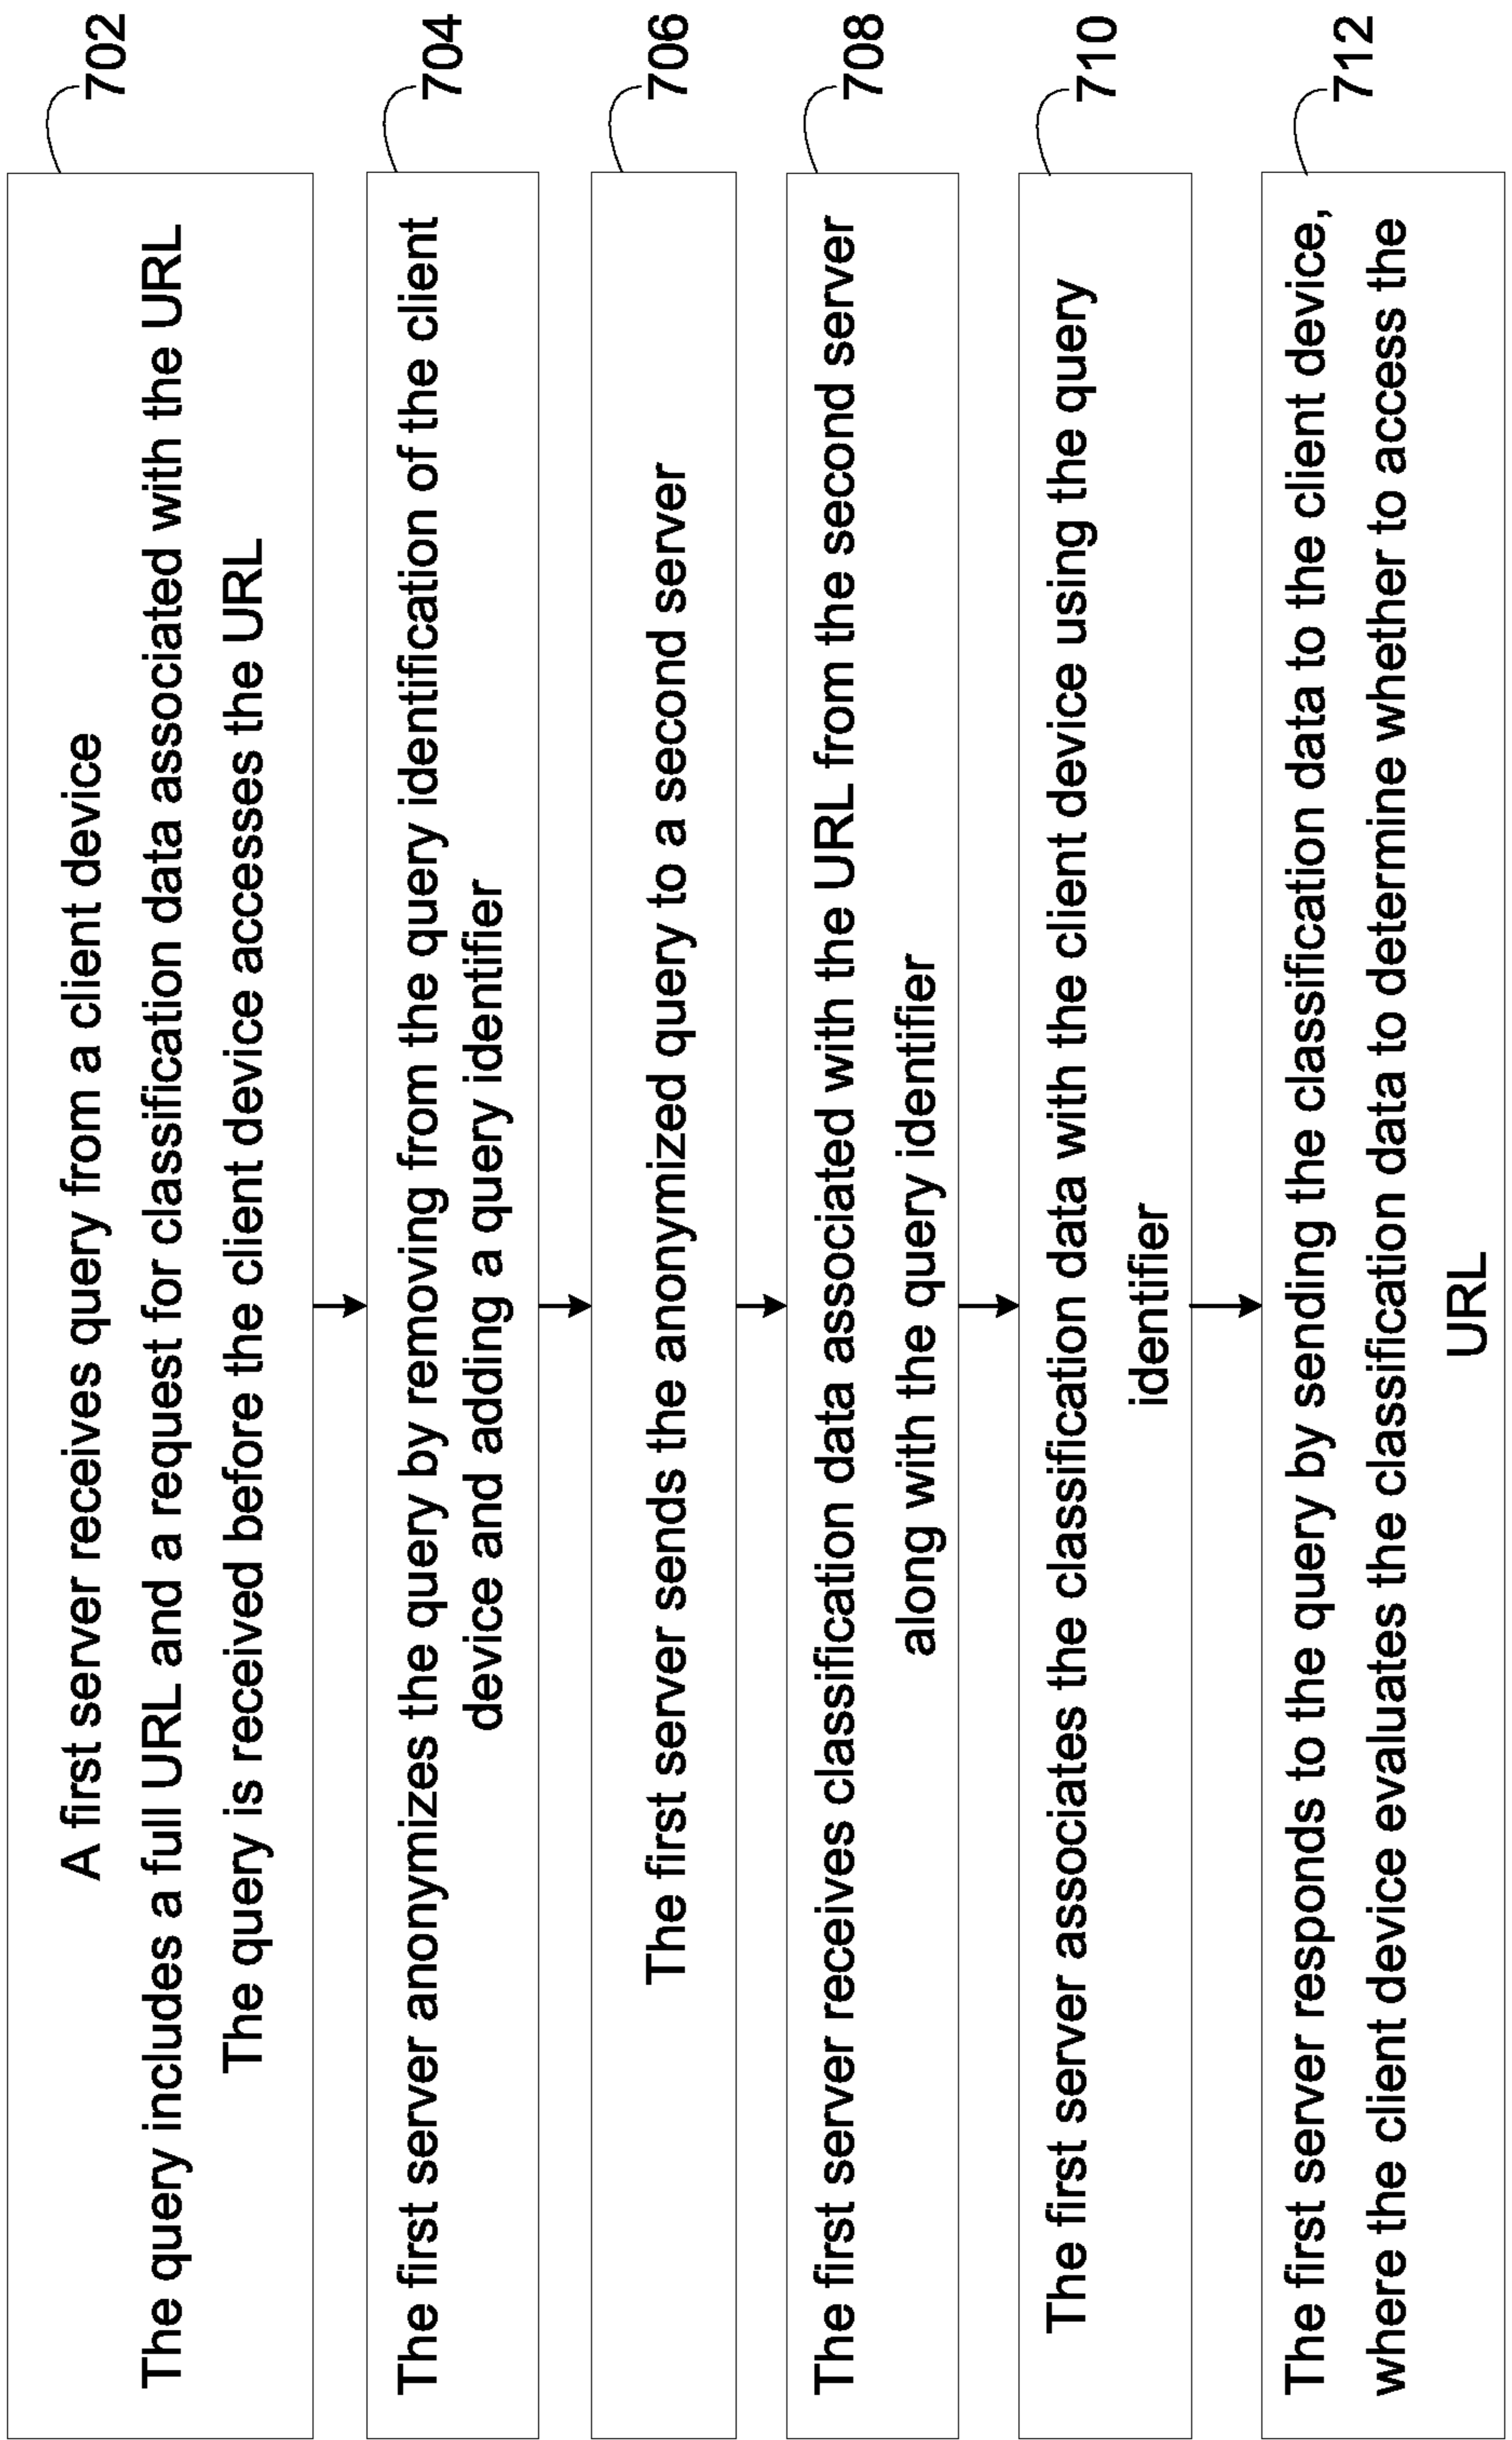 A first server receives query from a client device
The query includes a full URL and a request for classification data associated with the URL
The query is received before the client device accesses the URL
702
The first server anonymizes the query by removing from the query identification of the client
device and adding a query identifier
704
The first server sends the anonymized query to a second server
706
The first server receives classification data associated with the URL from the second server
along with the query identifier
708
The first server associates the classification data with the client device using the query
identifier
710
The first server responds to the query by sending the classification data to the client device,
where the client device evaluates the classification data to determine whether to access the
URL
712